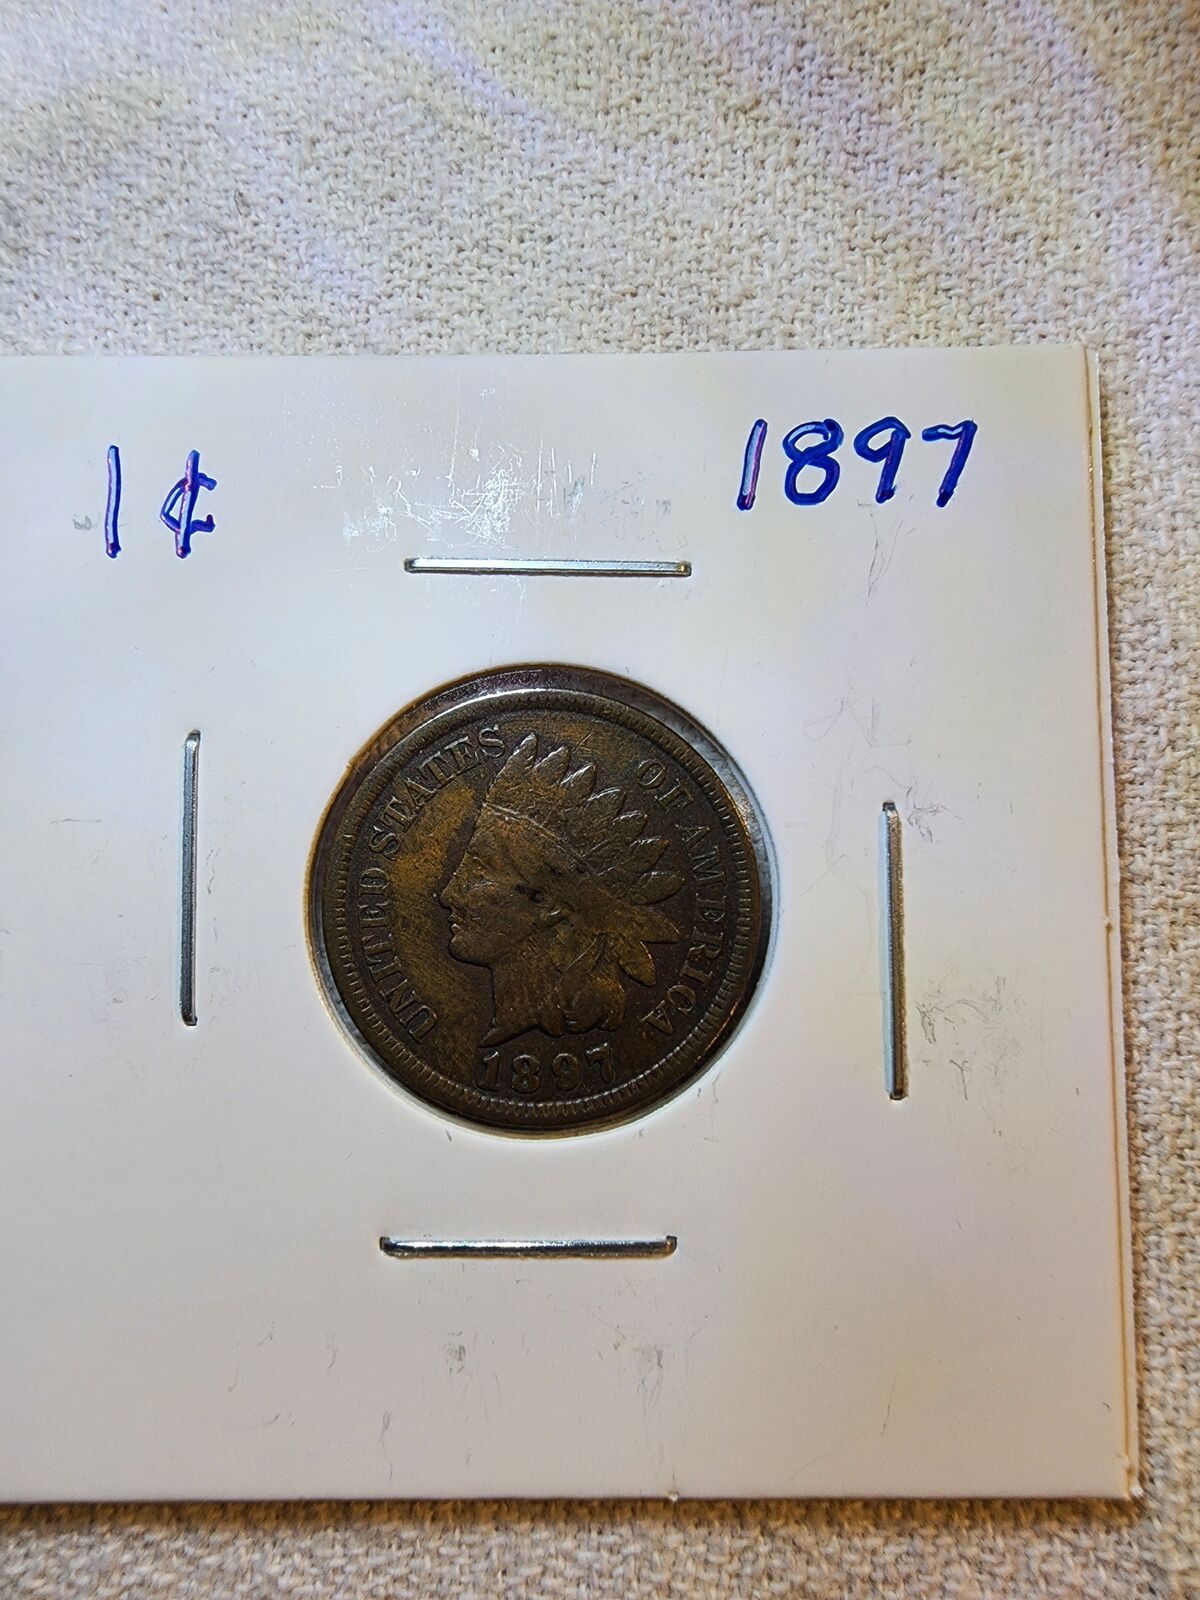 1¢ 1897
UNITED STATES OF AMERICA
1897